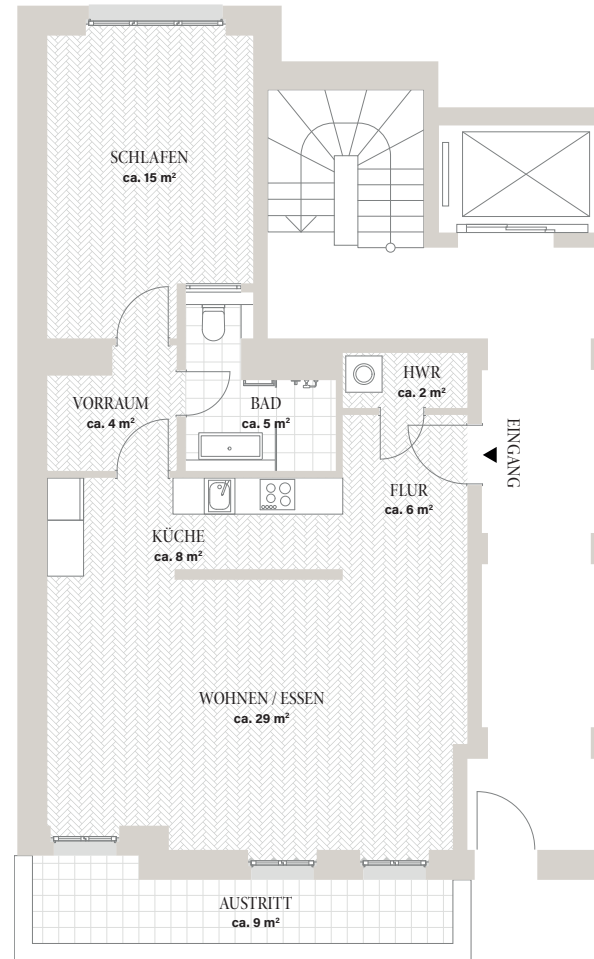 SCHLAFEN
ca. 15 m²
HWR
ca. 2 m²
VORRAUM
ca. 4 m²
BAD
ca. 5 m²
EINGANG
FLUR
ca. 6 m²
KÜCHE
ca. 8 m²
WOHNEN / ESSEN
ca. 29 m²
AUSTRITT
ca. 9 m²